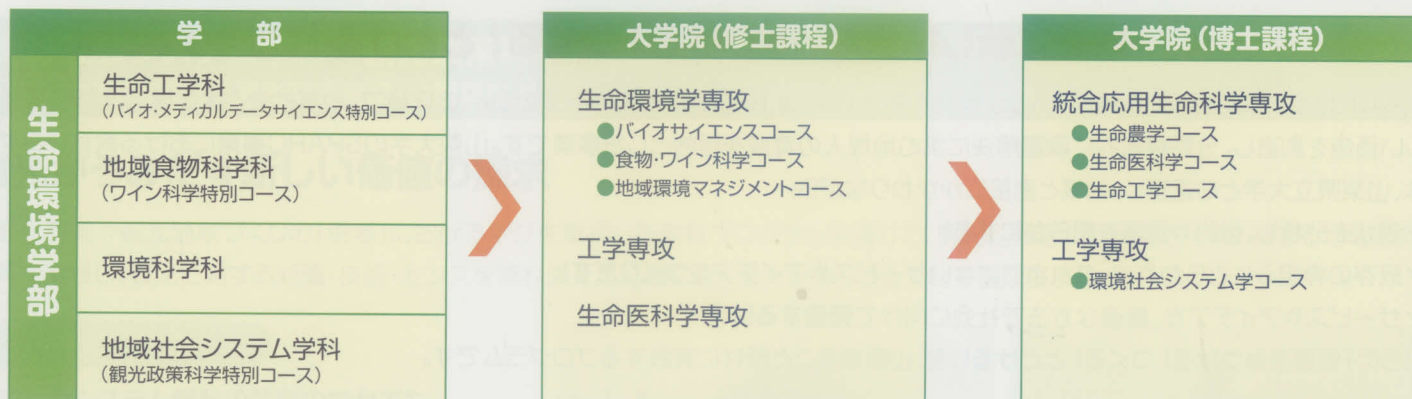 学 部
生命環境学部
生命工学科
(バイオ・メディカルデータサイエンス特別コース)
地域食物科学科
(ワイン科学特別コース)
環境科学科
地域社会システム学科
(観光政策科学特別コース)
大学院(修士課程)
生命環境学専攻
●バイオサイエンスコース
●食物・ワイン科学コース
●地域環境マネジメントコース
工学専攻
生命医科学専攻
大学院(博士課程)
統合応用生命科学専攻
●生命農学コース
●生命医科学コース
●生命工学コース
工学専攻
●環境社会システム学コース